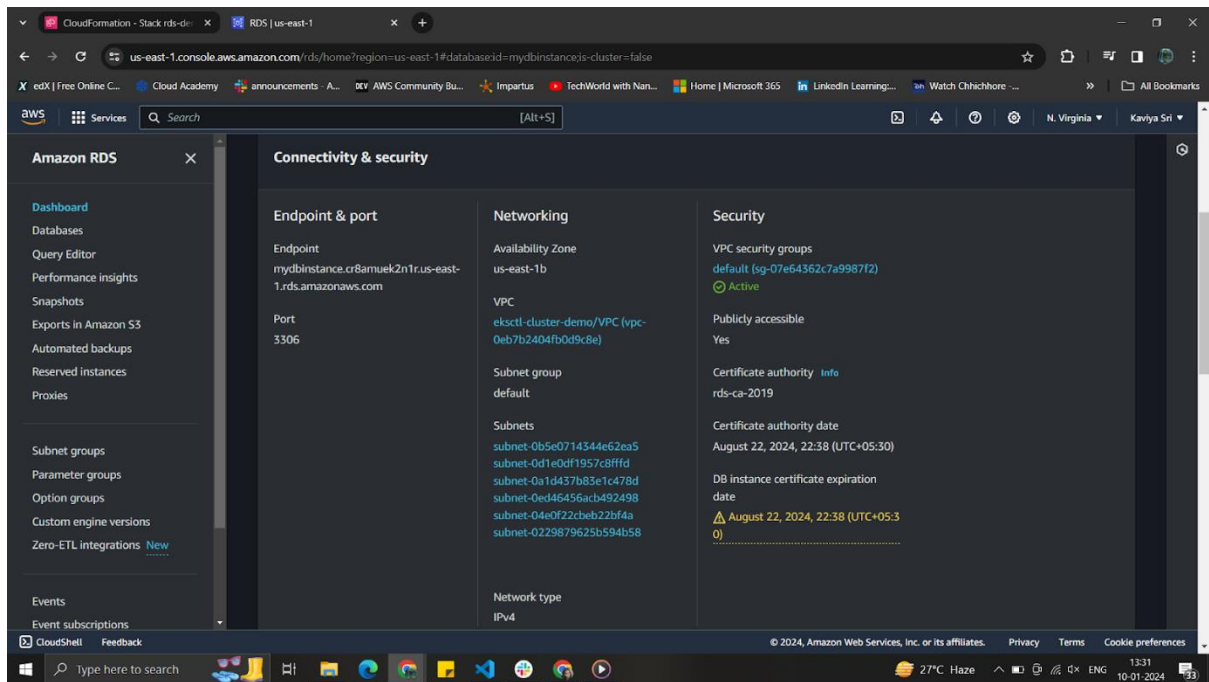 CloudFormation - Stack rds-de
RDS | us-east-1
us-east-1.console.aws.amazon.com/rds/home?region=us-east-1#database:id=mydbinstance;is-cluster=false
edX | Free Online C...
Cloud Academy
announcements - A...
DEV AWS Community Bu...
Impartus
TechWorld with Nan...
Home | Microsoft 365
LinkedIn Learning:...
Watch Chhichhore -...
»
All Bookmarks
aws
Services
Search
[Alt+S]
N. Virginia
Kaviya Sri
Amazon RDS
Dashboard
Databases
Query Editor
Performance insights
Snapshots
Exports in Amazon S3
Automated backups
Reserved instances
Proxies
Subnet groups
Parameter groups
Option groups
Custom engine versions
Zero-ETL integrations New
Events
Event subscriptions
Connectivity & security
Endpoint & port
Endpoint
mydbinstance.cr8amuek2n1r.us-east-
1.rds.amazonaws.com
Port
3306
Networking
Availability Zone
us-east-1b
VPC
eksctl-cluster-demo/VPC (vpc-
0eb7b2404fb0d9c8e)
Subnet group
default
Subnets
subnet-0b5e0714344e62ea5
subnet-0d1e0df1957c8fffd
subnet-0a1d437b83e1c478d
subnet-0ed46456acb492498
subnet-04e0f22cbeb22bf4a
subnet-0229879625b594b58
Network type
IPv4
Security
VPC security groups
default (sg-07e64362c7a9987f2)
Active
Publicly accessible
Yes
Certificate authority Info
rds-ca-2019
Certificate authority date
August 22, 2024, 22:38 (UTC+05:30)
DB instance certificate expiration
date
August 22, 2024, 22:38 (UTC+05:3
0)
CloudShell
Feedback
© 2024, Amazon Web Services, Inc. or its affiliates.
Privacy
Terms
Cookie preferences
Type here to search
27°C Haze
ENG
13:31
10-01-2024
33